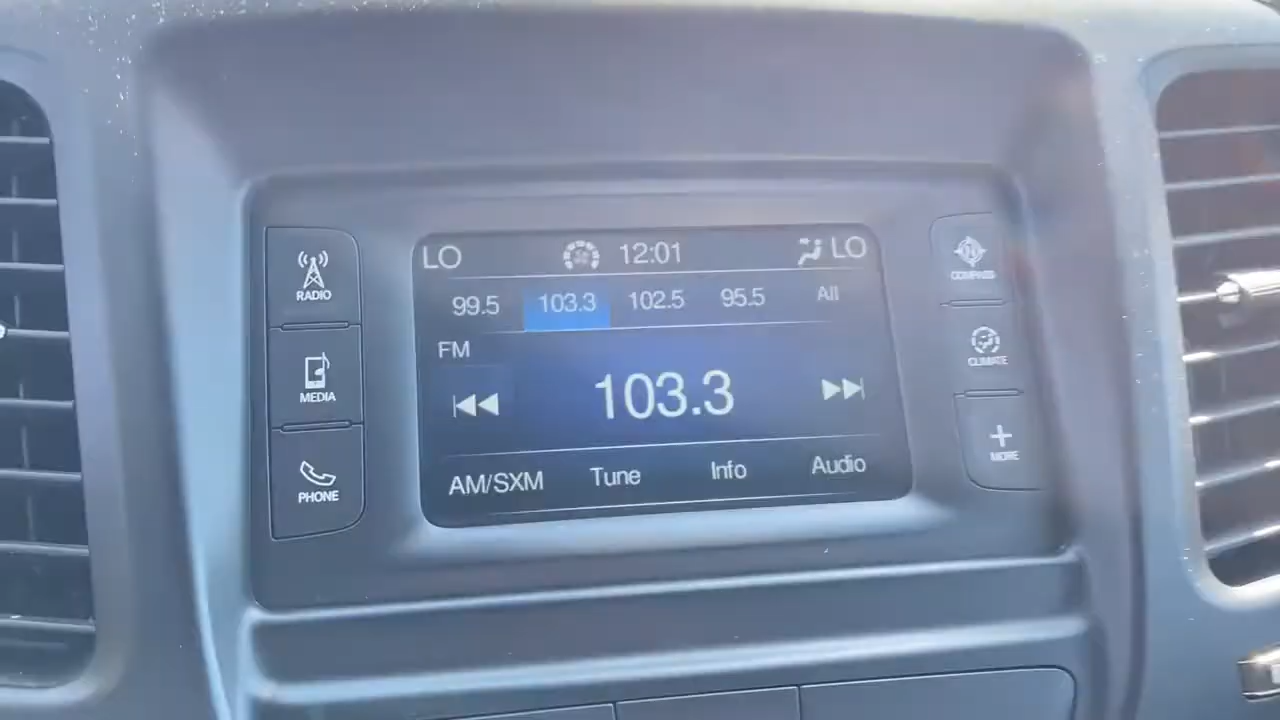 LO 12:01 LO
99.5 103.3 102.5 95.5 All
FM
103.3
AM/SXM Tune Info Audio
RADIO
MEDIA
PHONE
COMPASS
CLIMATE
MORE